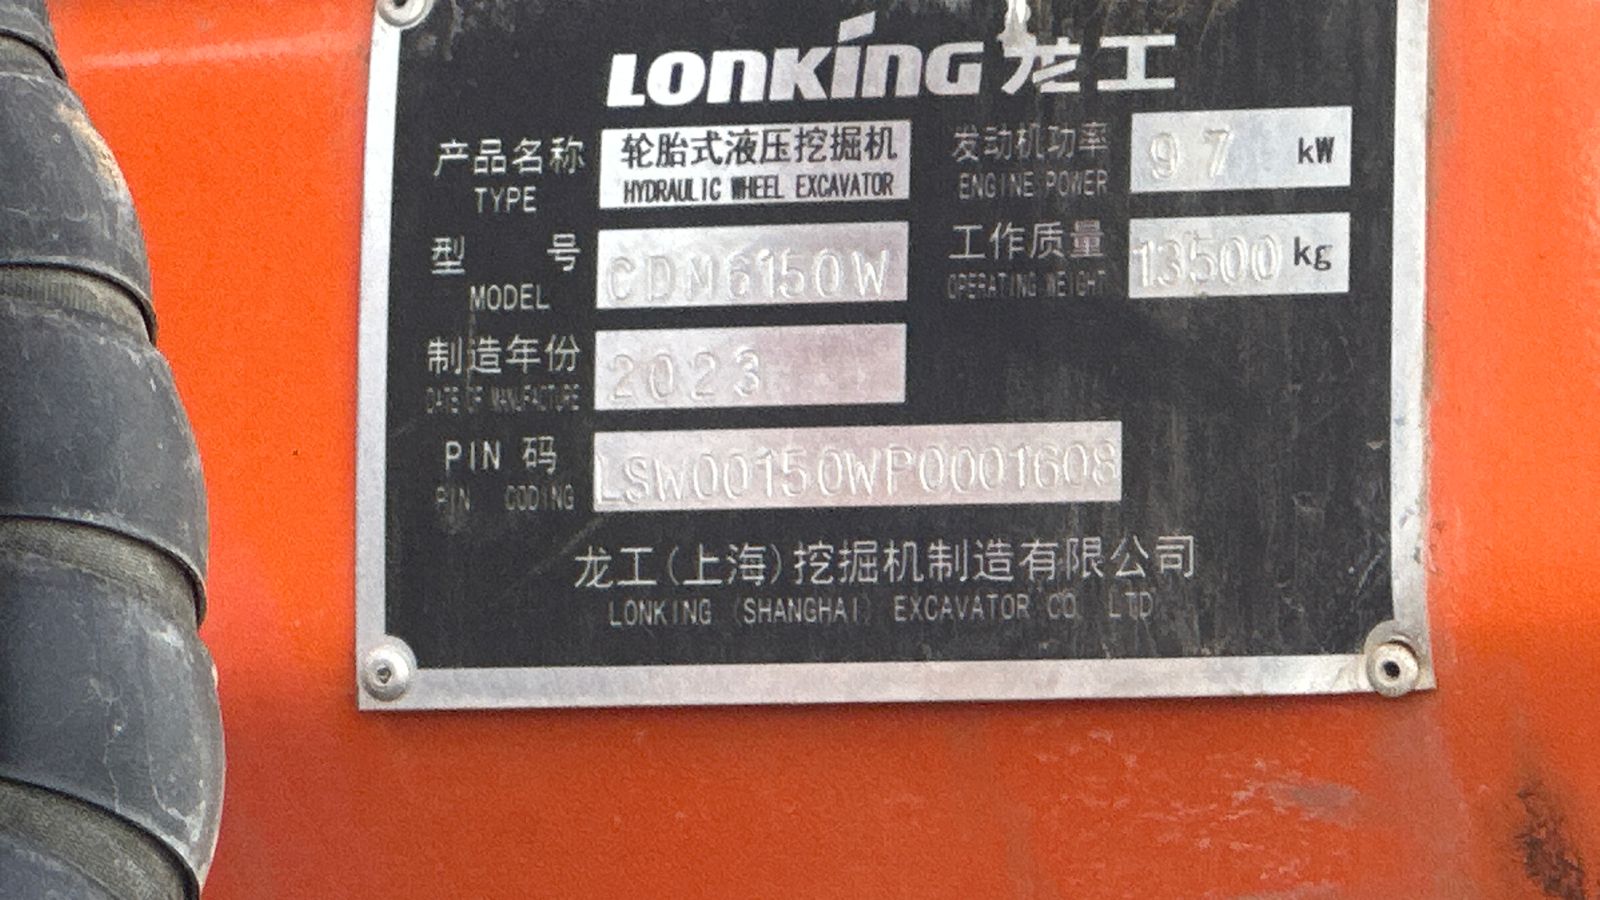 LONKING 龙工
产品名称 轮胎式液压挖掘机 发动机功率 97 kW
TYPE HYDRAULIC WHEEL EXCAVATOR ENGINE POWER
型 号 CDM6150W 工作质量 13500 kg
MODEL OPERATING WEIGHT
制造年份 2023
DATE OF MANUFACTURE
PIN 码 LSW00150WP0001608
PIN CODING
龙工(上海)挖掘机制造有限公司
LONKING (SHANGHAI) EXCAVATOR CO. LTD